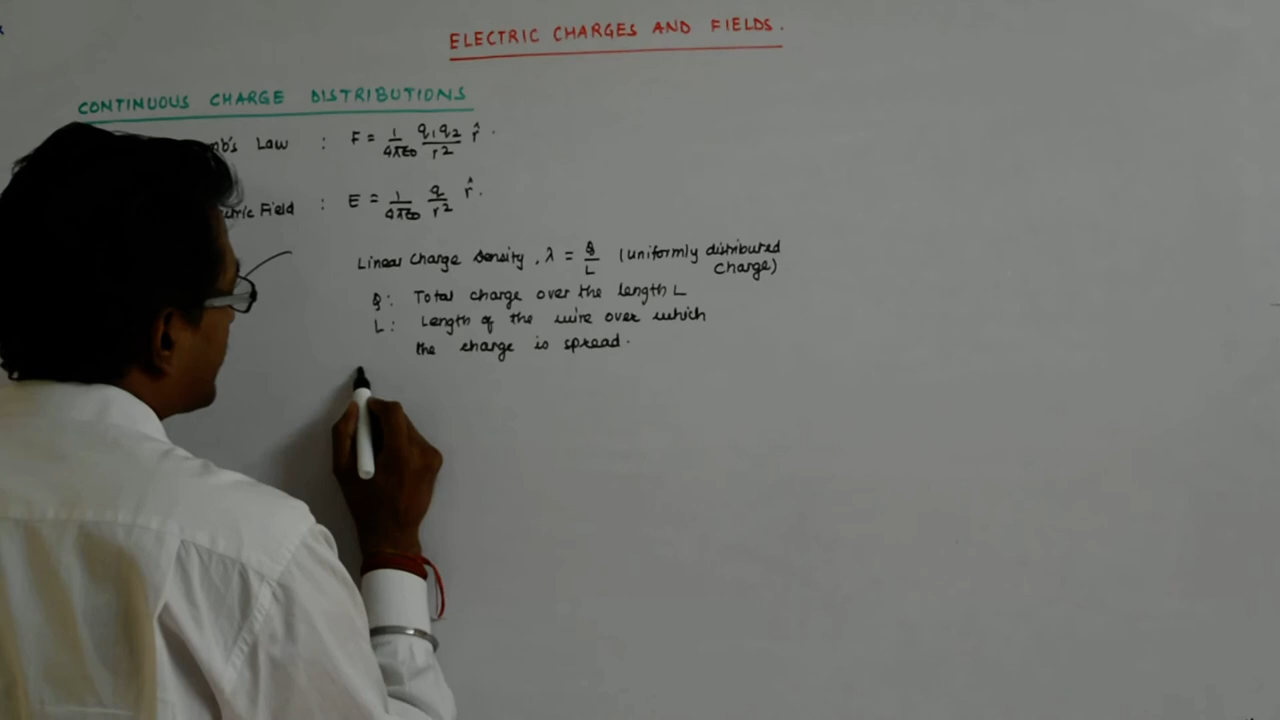 ELECTRIC CHARGES AND FIELDS.
CONTINUOUS CHARGE DISTRIBUTIONS
Law : F = 1/4πε0 q1q2/r2 r̂.
Field : E = 1/4πε0 q/r2 r̂.
Linear Charge Density, λ = Q/L (uniformly distributed
charge)
Q: Total charge over the length L
L: Length of the wire over which
the charge is spread.